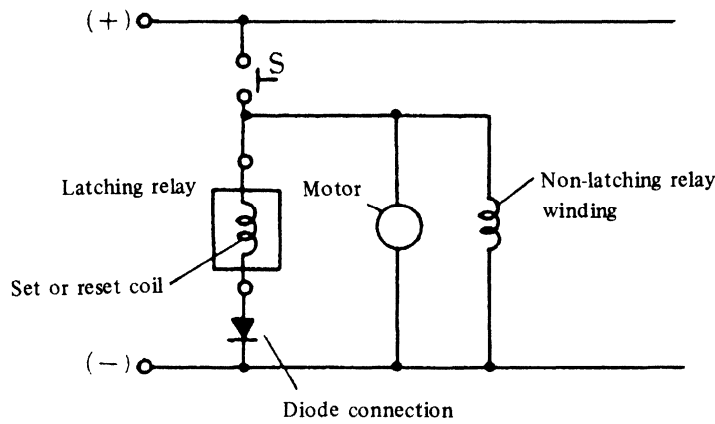 (+)
S
Latching relay
Motor
Non-latching relay
winding
Set or reset coil
(−)
Diode connection